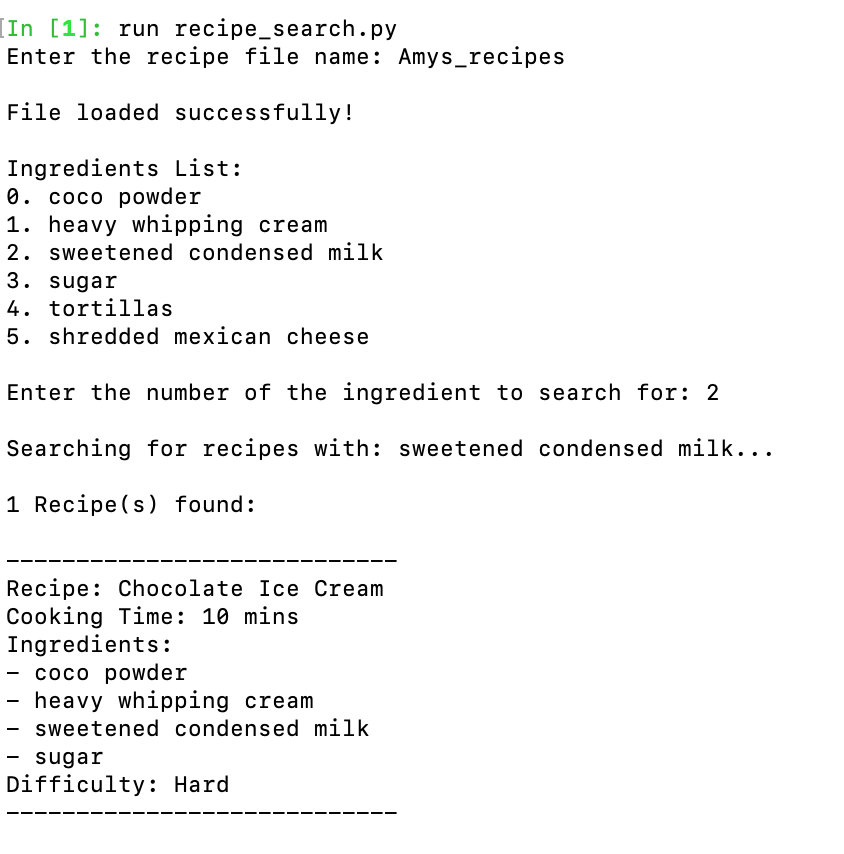 In [1]: run recipe_search.py
Enter the recipe file name: Amys_recipes
File loaded successfully!
Ingredients List:
0. coco powder
1. heavy whipping cream
2. sweetened condensed milk
3. sugar
4. tortillas
5. shredded mexican cheese
Enter the number of the ingredient to search for: 2
Searching for recipes with: sweetened condensed milk...
1 Recipe(s) found:
----------------------------
Recipe: Chocolate Ice Cream
Cooking Time: 10 mins
Ingredients:
- coco powder
- heavy whipping cream
- sweetened condensed milk
- sugar
Difficulty: Hard
----------------------------